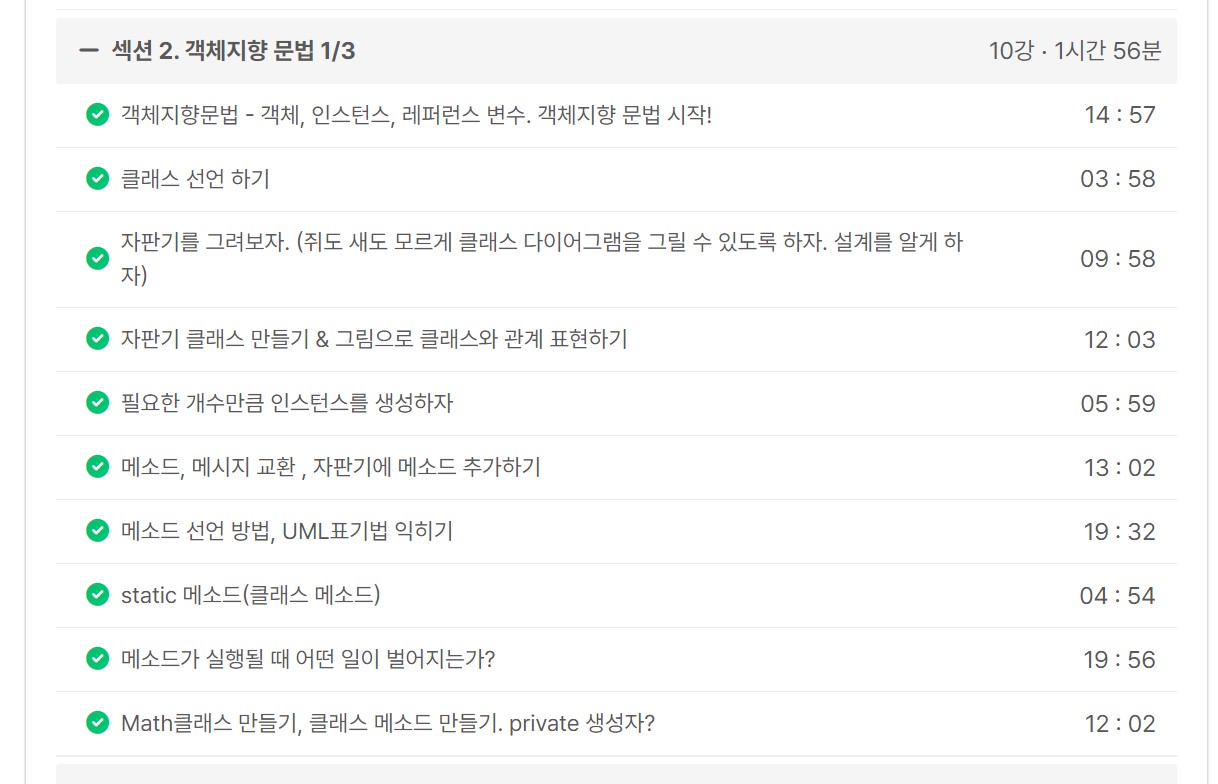 섹션 2. 객체지향 문법 1/3 10강 · 1시간 56분
객체지향문법 - 객체, 인스턴스, 레퍼런스 변수. 객체지향 문법 시작! 14 : 57
클래스 선언 하기 03 : 58
자판기를 그려보자. (쥐도 새도 모르게 클래스 다이어그램을 그릴 수 있도록 하자. 설계를 알게 하
자) 09 : 58
자판기 클래스 만들기 & 그림으로 클래스와 관계 표현하기 12 : 03
필요한 개수만큼 인스턴스를 생성하자 05 : 59
메소드, 메시지 교환 , 자판기에 메소드 추가하기 13 : 02
메소드 선언 방법, UML표기법 익히기 19 : 32
static 메소드(클래스 메소드) 04 : 54
메소드가 실행될 때 어떤 일이 벌어지는가? 19 : 56
Math클래스 만들기, 클래스 메소드 만들기. private 생성자? 12 : 02